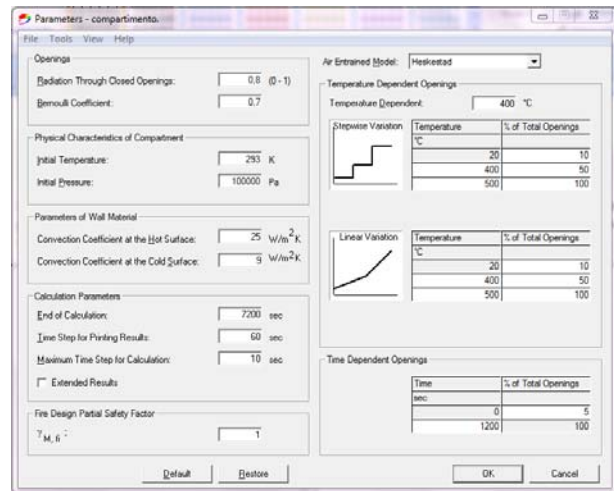 Parameters - compartimento.
File Tools View Help
Openings
Radiation Through Closed Openings: 0,8 (0 - 1)
Bernoulli Coefficient: 0.7
Physical Characteristics of Compartment
Initial Temperature: 293 K
Initial Pressure: 100000 Pa
Parameters of Wall Material
Convection Coefficient at the Hot Surface: 25 W/m²K
Convection Coefficient at the Cold Surface: 9 W/m²K
Calculation Parameters
End of Calculation: 7200 sec
Time Step for Printing Results: 60 sec
Maximum Time Step for Calculation: 10 sec
Extended Results
Fire Design Partial Safety Factor
γM, fi : 1
Default Restore
Air Entrained Model: Heskestad
Temperature Dependent Openings
Temperature Dependent: 400 °C
Stepwise Variation
Temperature % of Total Openings
°C
20 10
400 50
500 100
Linear Variation
Temperature % of Total Openings
°C
20 10
400 50
500 100
Time Dependent Openings
Time % of Total Openings
sec
0 5
1200 100
OK Cancel